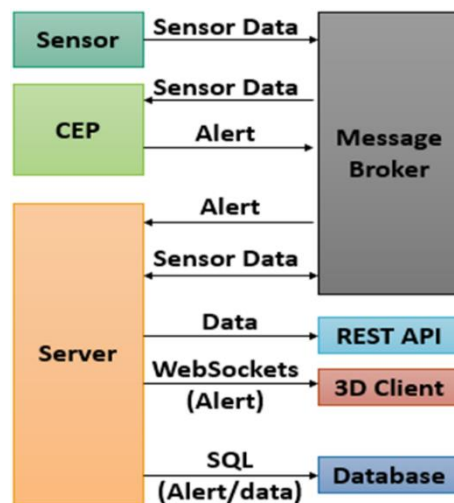 Sensor
Sensor Data
Sensor Data
CEP
Alert
Message
Broker
Alert
Sensor Data
Server
Data
REST API
WebSockets
(Alert)
3D Client
SQL
(Alert/data)
Database